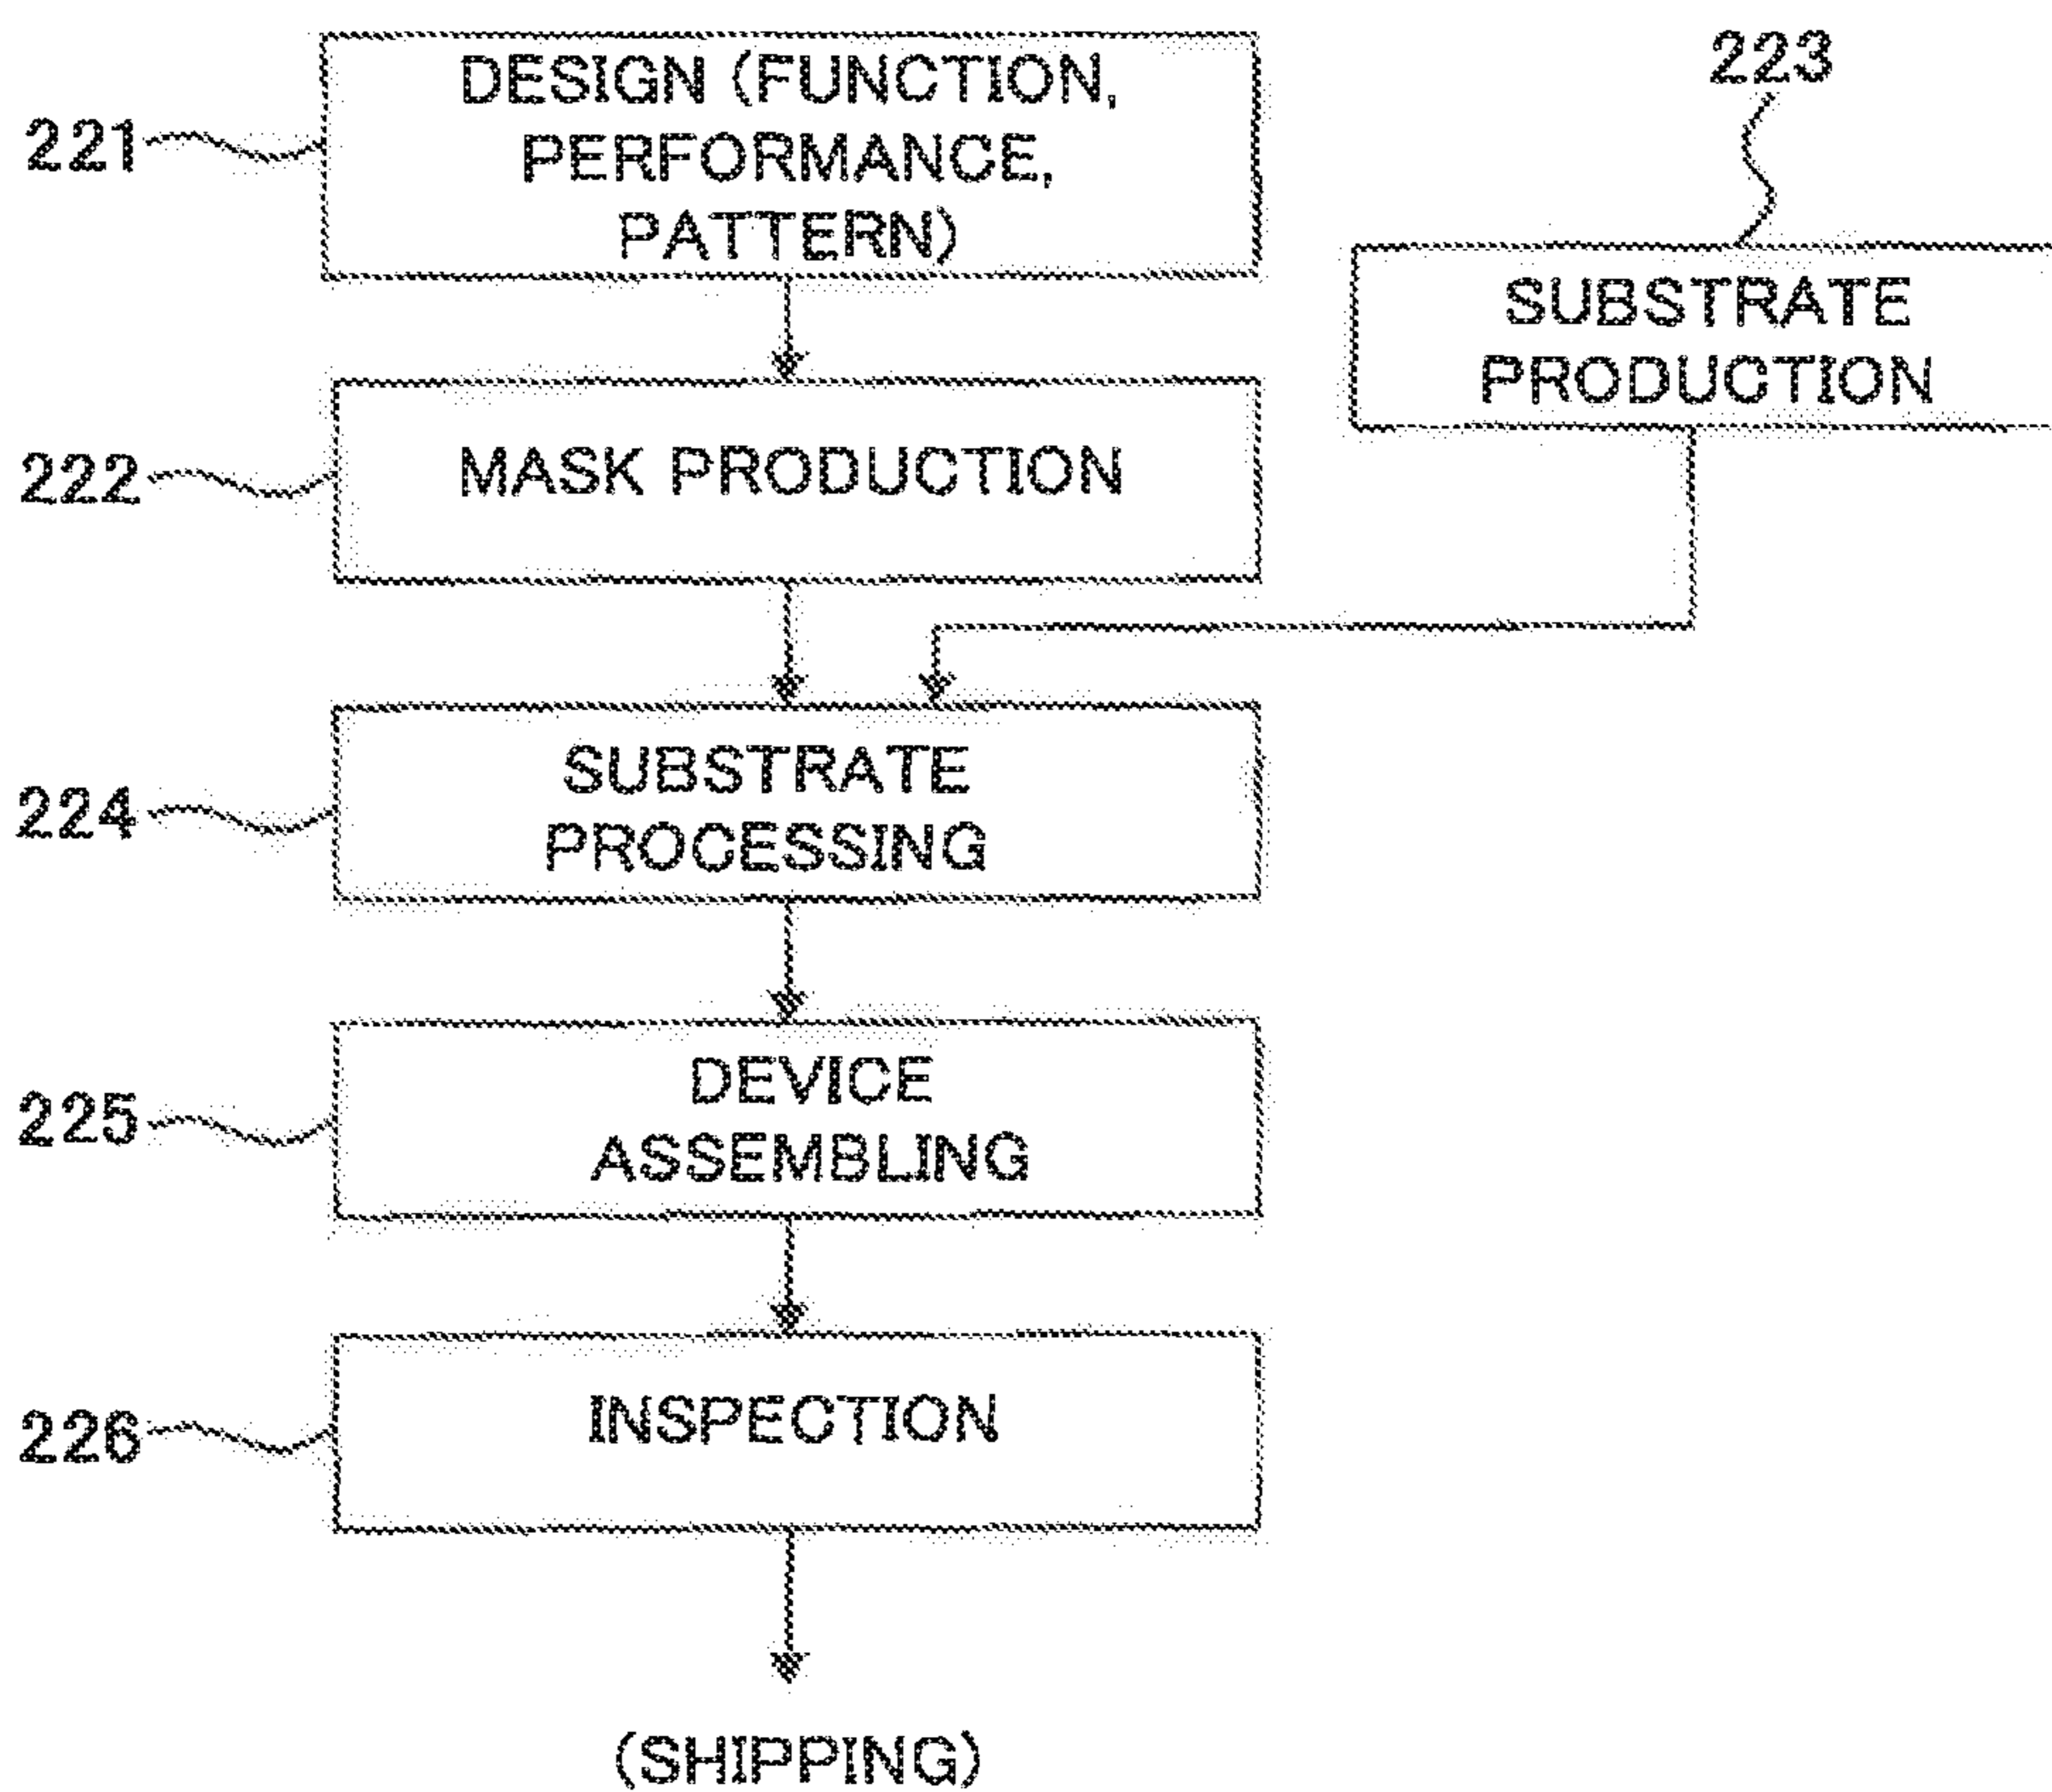 221
DESIGN (FUNCTION,
PERFORMANCE,
PATTERN)
223
SUBSTRATE
PRODUCTION
222
MASK PRODUCTION
224
SUBSTRATE
PROCESSING
225
DEVICE
ASSEMBLING
226
INSPECTION
(SHIPPING)